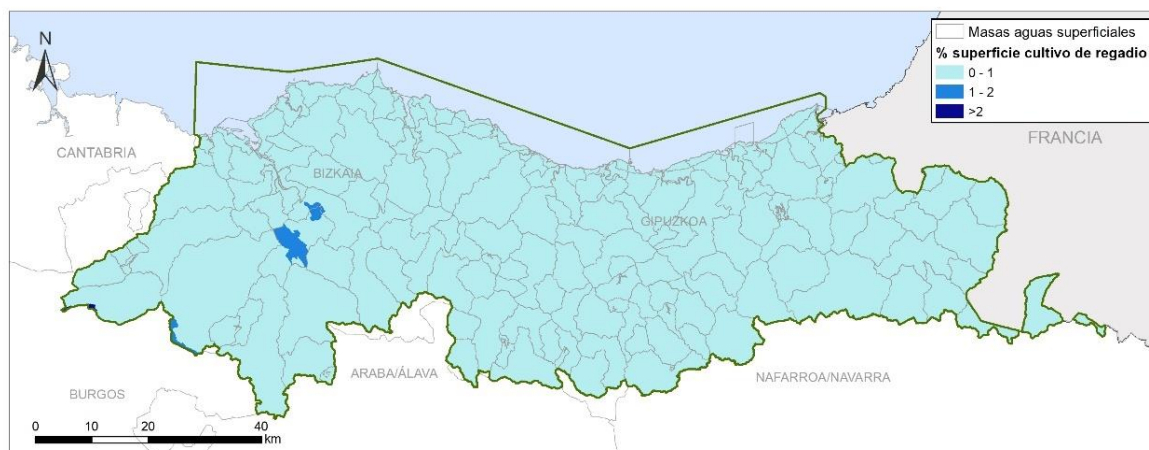 N
Masas aguas superficiales
% superficie cultivo de regadio
0 - 1
1 - 2
>2
FRANCIA
CANTABRIA
BIZKAIA
GIPUZKOA
ARABA/ÁLAVA
NAFARROA/NAVARRA
BURGOS
0 10 20 40
km